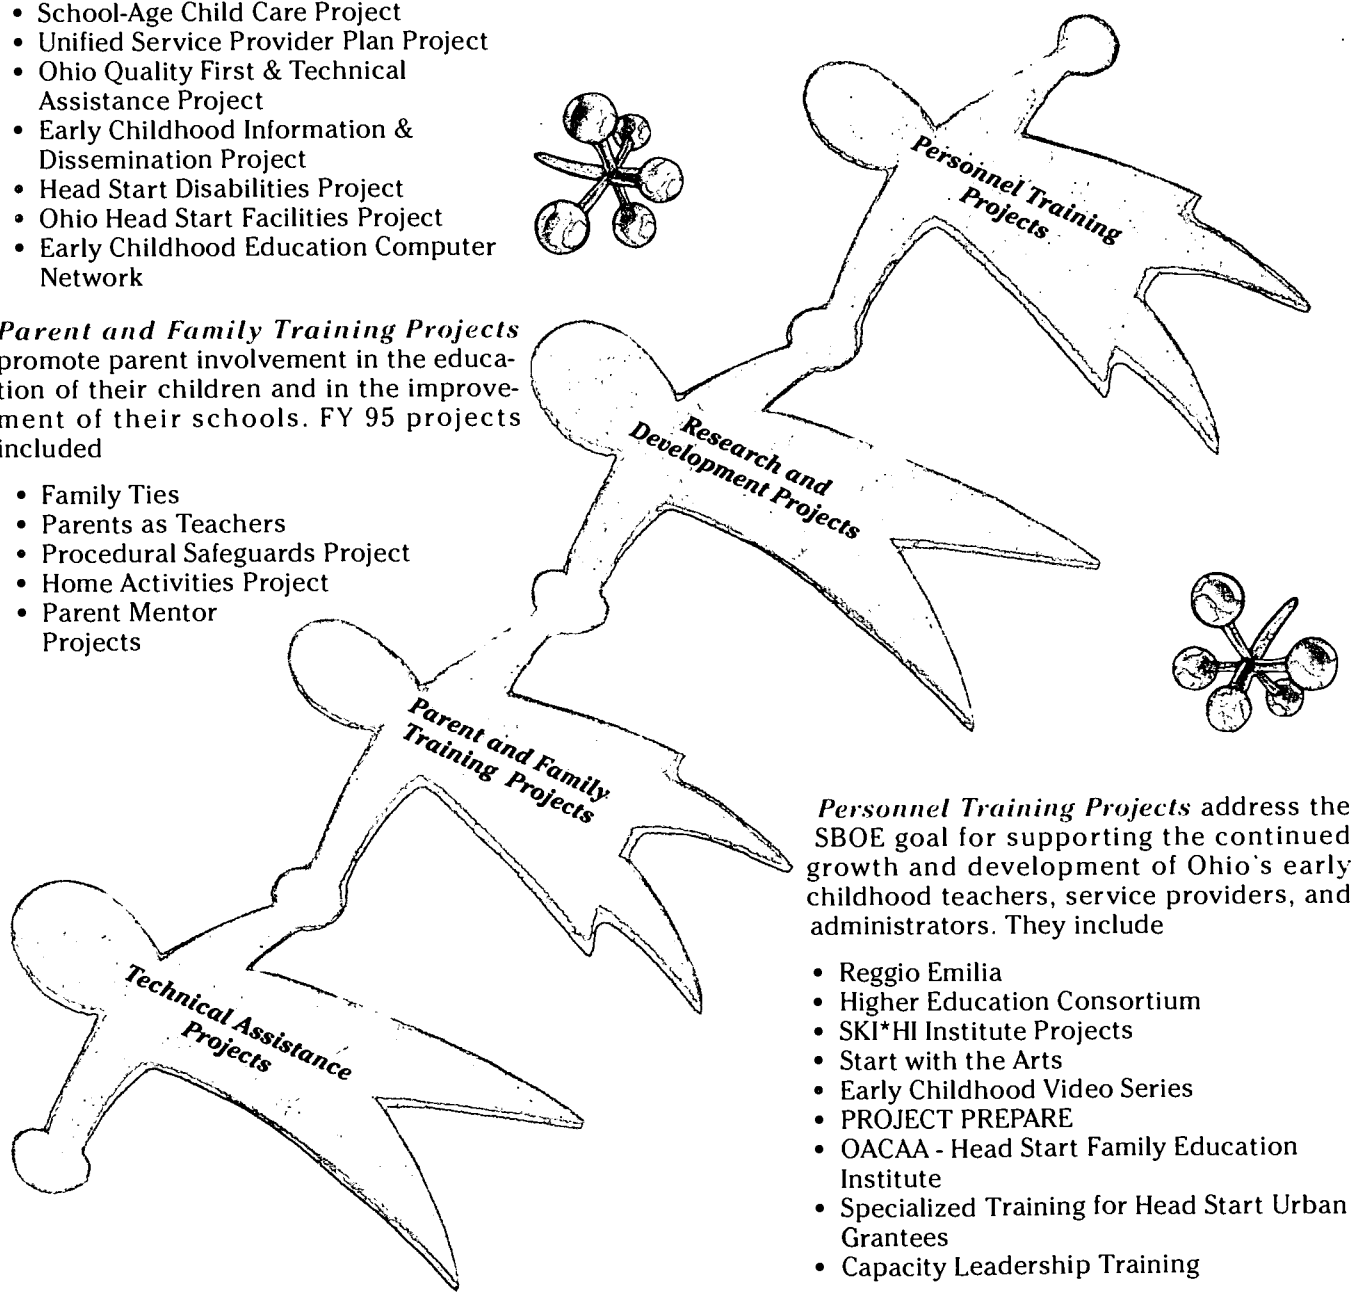 • School-Age Child Care Project
• Unified Service Provider Plan Project
• Ohio Quality First & Technical
Assistance Project
• Early Childhood Information &
Dissemination Project
• Head Start Disabilities Project
• Ohio Head Start Facilities Project
• Early Childhood Education Computer
Network
Parent and Family Training Projects
promote parent involvement in the educa-
tion of their children and in the improve-
ment of their schools. FY 95 projects
included
• Family Ties
• Parents as Teachers
• Procedural Safeguards Project
• Home Activities Project
• Parent Mentor
Projects
Personnel Training
Projects
Research and
Development Projects
Parent and Family
Training Projects
Technical Assistance
Projects
Personnel Training Projects address the
SBOE goal for supporting the continued
growth and development of Ohio's early
childhood teachers, service providers, and
administrators. They include
• Reggio Emilia
• Higher Education Consortium
• SKI*HI Institute Projects
• Start with the Arts
• Early Childhood Video Series
• PROJECT PREPARE
• OACAA - Head Start Family Education
Institute
• Specialized Training for Head Start Urban
Grantees
• Capacity Leadership Training